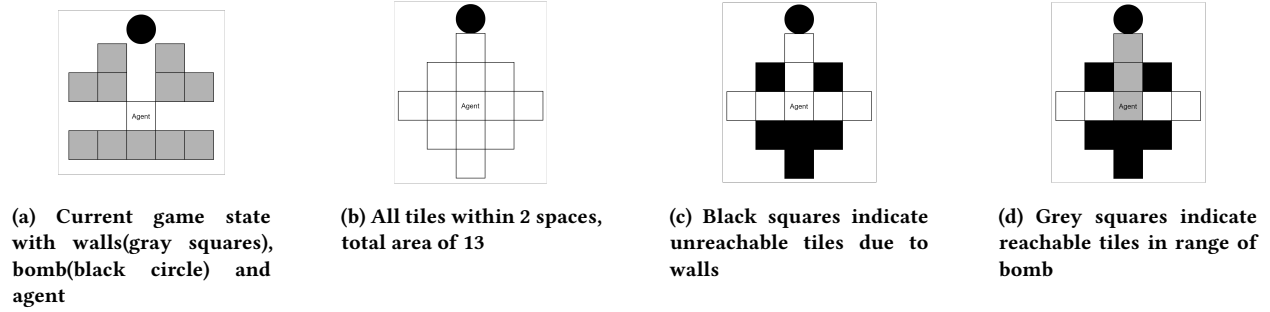 Agent
Agent
Agent
Agent
(a) Current game state
with walls(gray squares),
bomb(black circle) and
agent
(b) All tiles within 2 spaces,
total area of 13
(c) Black squares indicate
unreachable tiles due to
walls
(d) Grey squares indicate
reachable tiles in range of
bomb